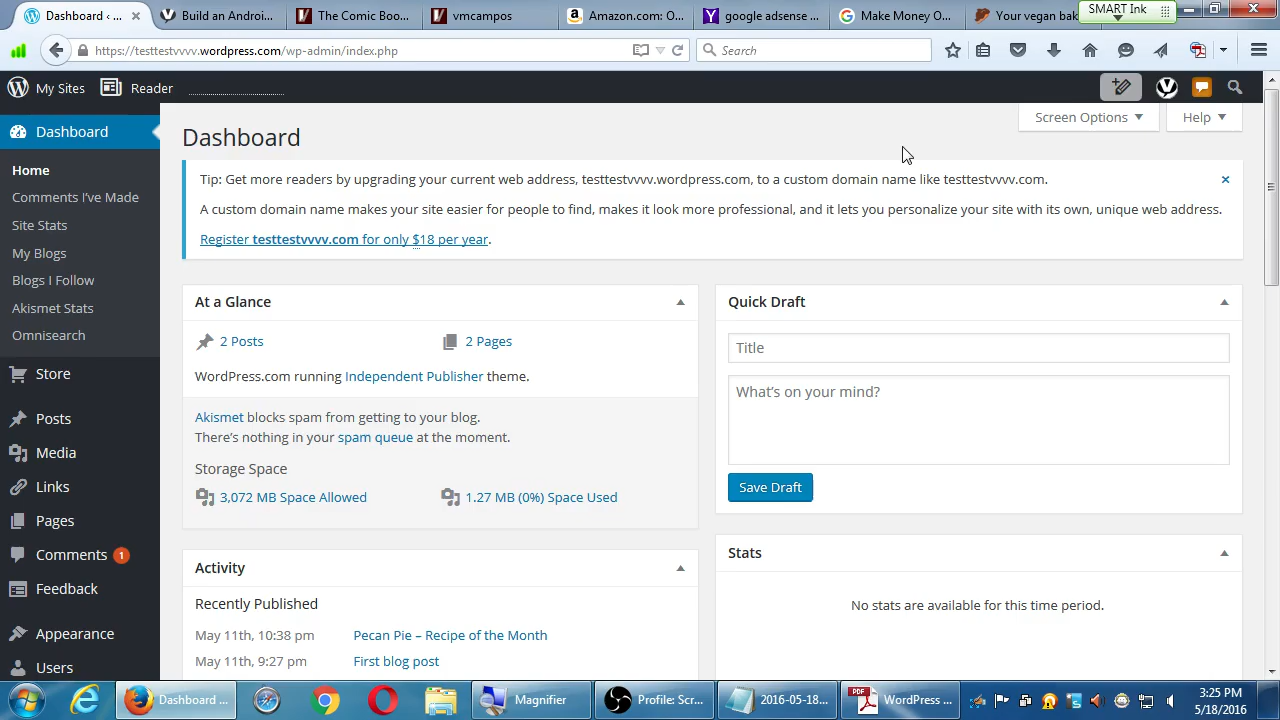 Dashboard ‹ ...
Build an Androi...
The Comic Boo...
vmcampos
Amazon.com: O...
google adsense ...
Make Money O...
Your vegan bak
SMART Ink
https://testtestvvvv.wordpress.com/wp-admin/index.php
Search
My Sites
Reader
Dashboard
Home
Comments I've Made
Site Stats
My Blogs
Blogs I Follow
Akismet Stats
Omnisearch
Store
Posts
Media
Links
Pages
Comments 1
Feedback
Appearance
Users
Screen Options
Help
Dashboard
Tip: Get more readers by upgrading your current web address, testtestvvvv.wordpress.com, to a custom domain name like testtestvvvv.com.
A custom domain name makes your site easier for people to find, makes it look more professional, and it lets you personalize your site with its own, unique web address.
Register testtestvvvv.com for only $18 per year.
At a Glance
2 Posts
2 Pages
WordPress.com running Independent Publisher theme.
Akismet blocks spam from getting to your blog.
There's nothing in your spam queue at the moment.
Storage Space
3,072 MB Space Allowed
1.27 MB (0%) Space Used
Activity
Recently Published
May 11th, 10:38 pm
Pecan Pie – Recipe of the Month
May 11th, 9:27 pm
First blog post
Quick Draft
Title
What's on your mind?
Save Draft
Stats
No stats are available for this time period.
Dashboard ...
Magnifier
Profile: Scr...
2016-05-18...
PDF
WordPress ...
3:25 PM
5/18/2016